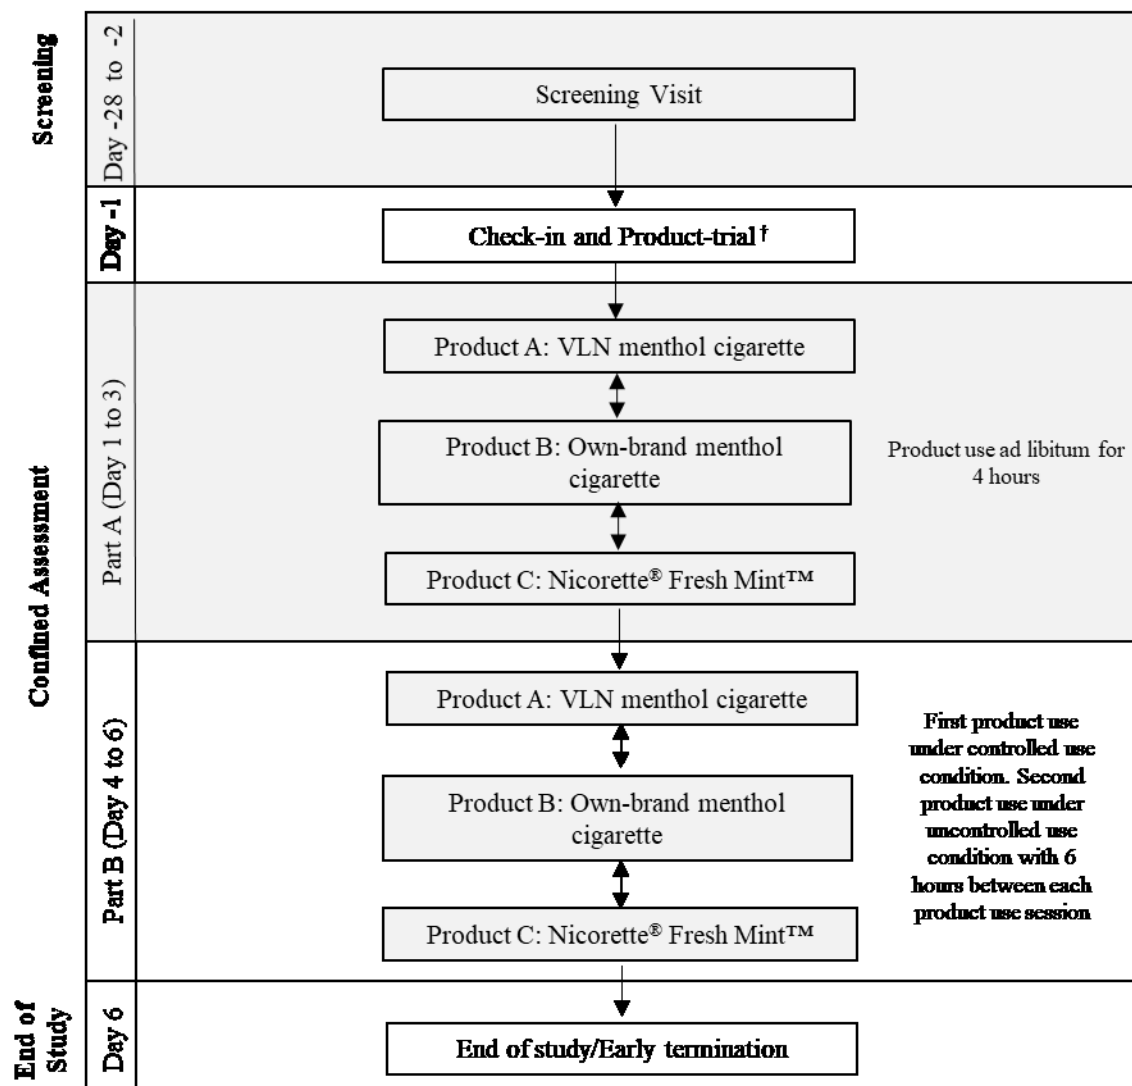 Screening
Day -28 to -2
Screening Visit
Day -1
Check-in and Product-trial †
Confined Assessment
Part A (Day 1 to 3)
Product A: VLN menthol cigarette
Product B: Own-brand menthol
cigarette
Product C: Nicorette® Fresh Mint™
Product use ad libitum for
4 hours
Part B (Day 4 to 6)
Product A: VLN menthol cigarette
Product B: Own-brand menthol
cigarette
Product C: Nicorette® Fresh Mint™
First product use
under controlled use
condition. Second
product use under
uncontrolled use
condition with 6
hours between each
product use session
End of
Study
Day 6
End of study/Early termination